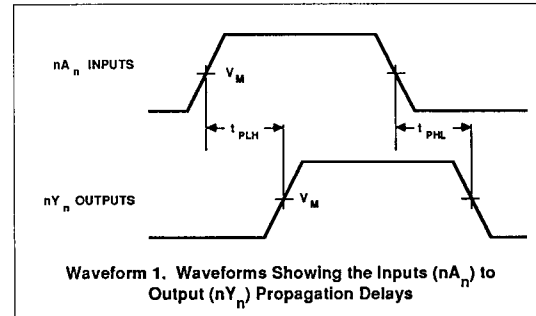 nAn INPUTS
VM
tPLH
tPHL
nYn OUTPUTS
VM
Waveform 1. Waveforms Showing the Inputs (nAn) to
Output (nYn) Propagation Delays